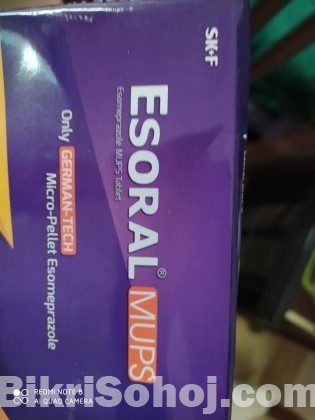 SK+F
ESORAL® MUPS
Esomeprazole MUPS Tablet
Only GERMAN-TECH
Micro-Pellet Esomeprazole
REDMI NOTE 8
AI QUAD CAMERA
BikriSohoj.com